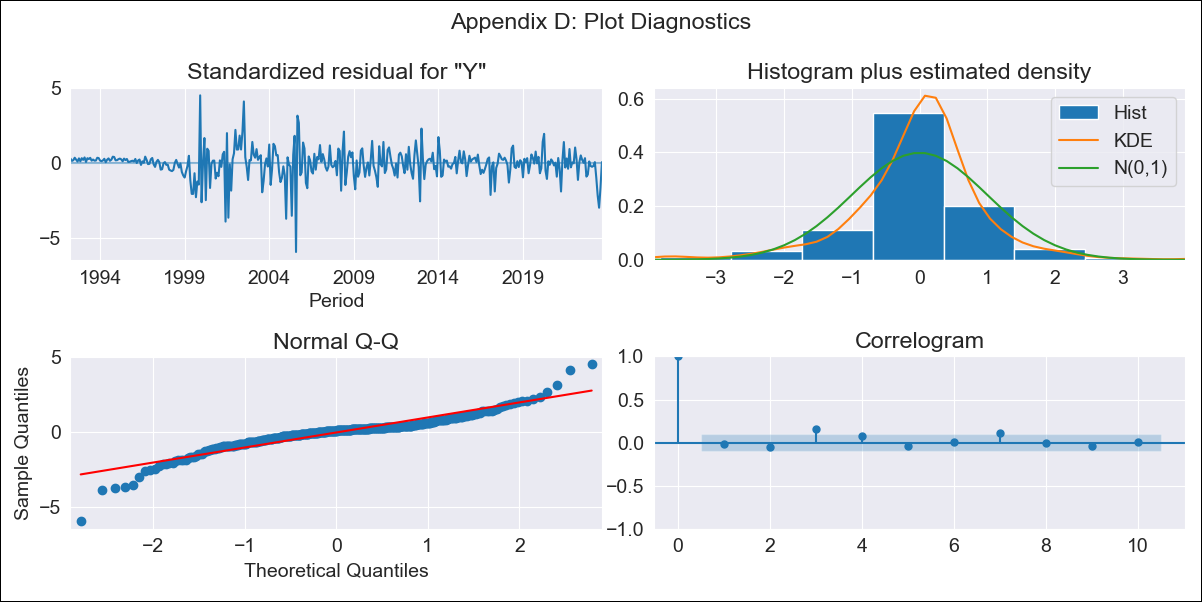 Appendix D: Plot Diagnostics
Standardized residual for "Y"
5
0
−5
1994 1999 2004 2009 2014 2019
Period
Histogram plus estimated density
0.6
0.4
0.2
0.0
−3 −2 −1 0 1 2 3
Hist
KDE
N(0,1)
Normal Q-Q
Sample Quantiles
5
0
−5
−2 −1 0 1 2
Theoretical Quantiles
Correlogram
1.0
0.5
0.0
−0.5
−1.0
0 2 4 6 8 10